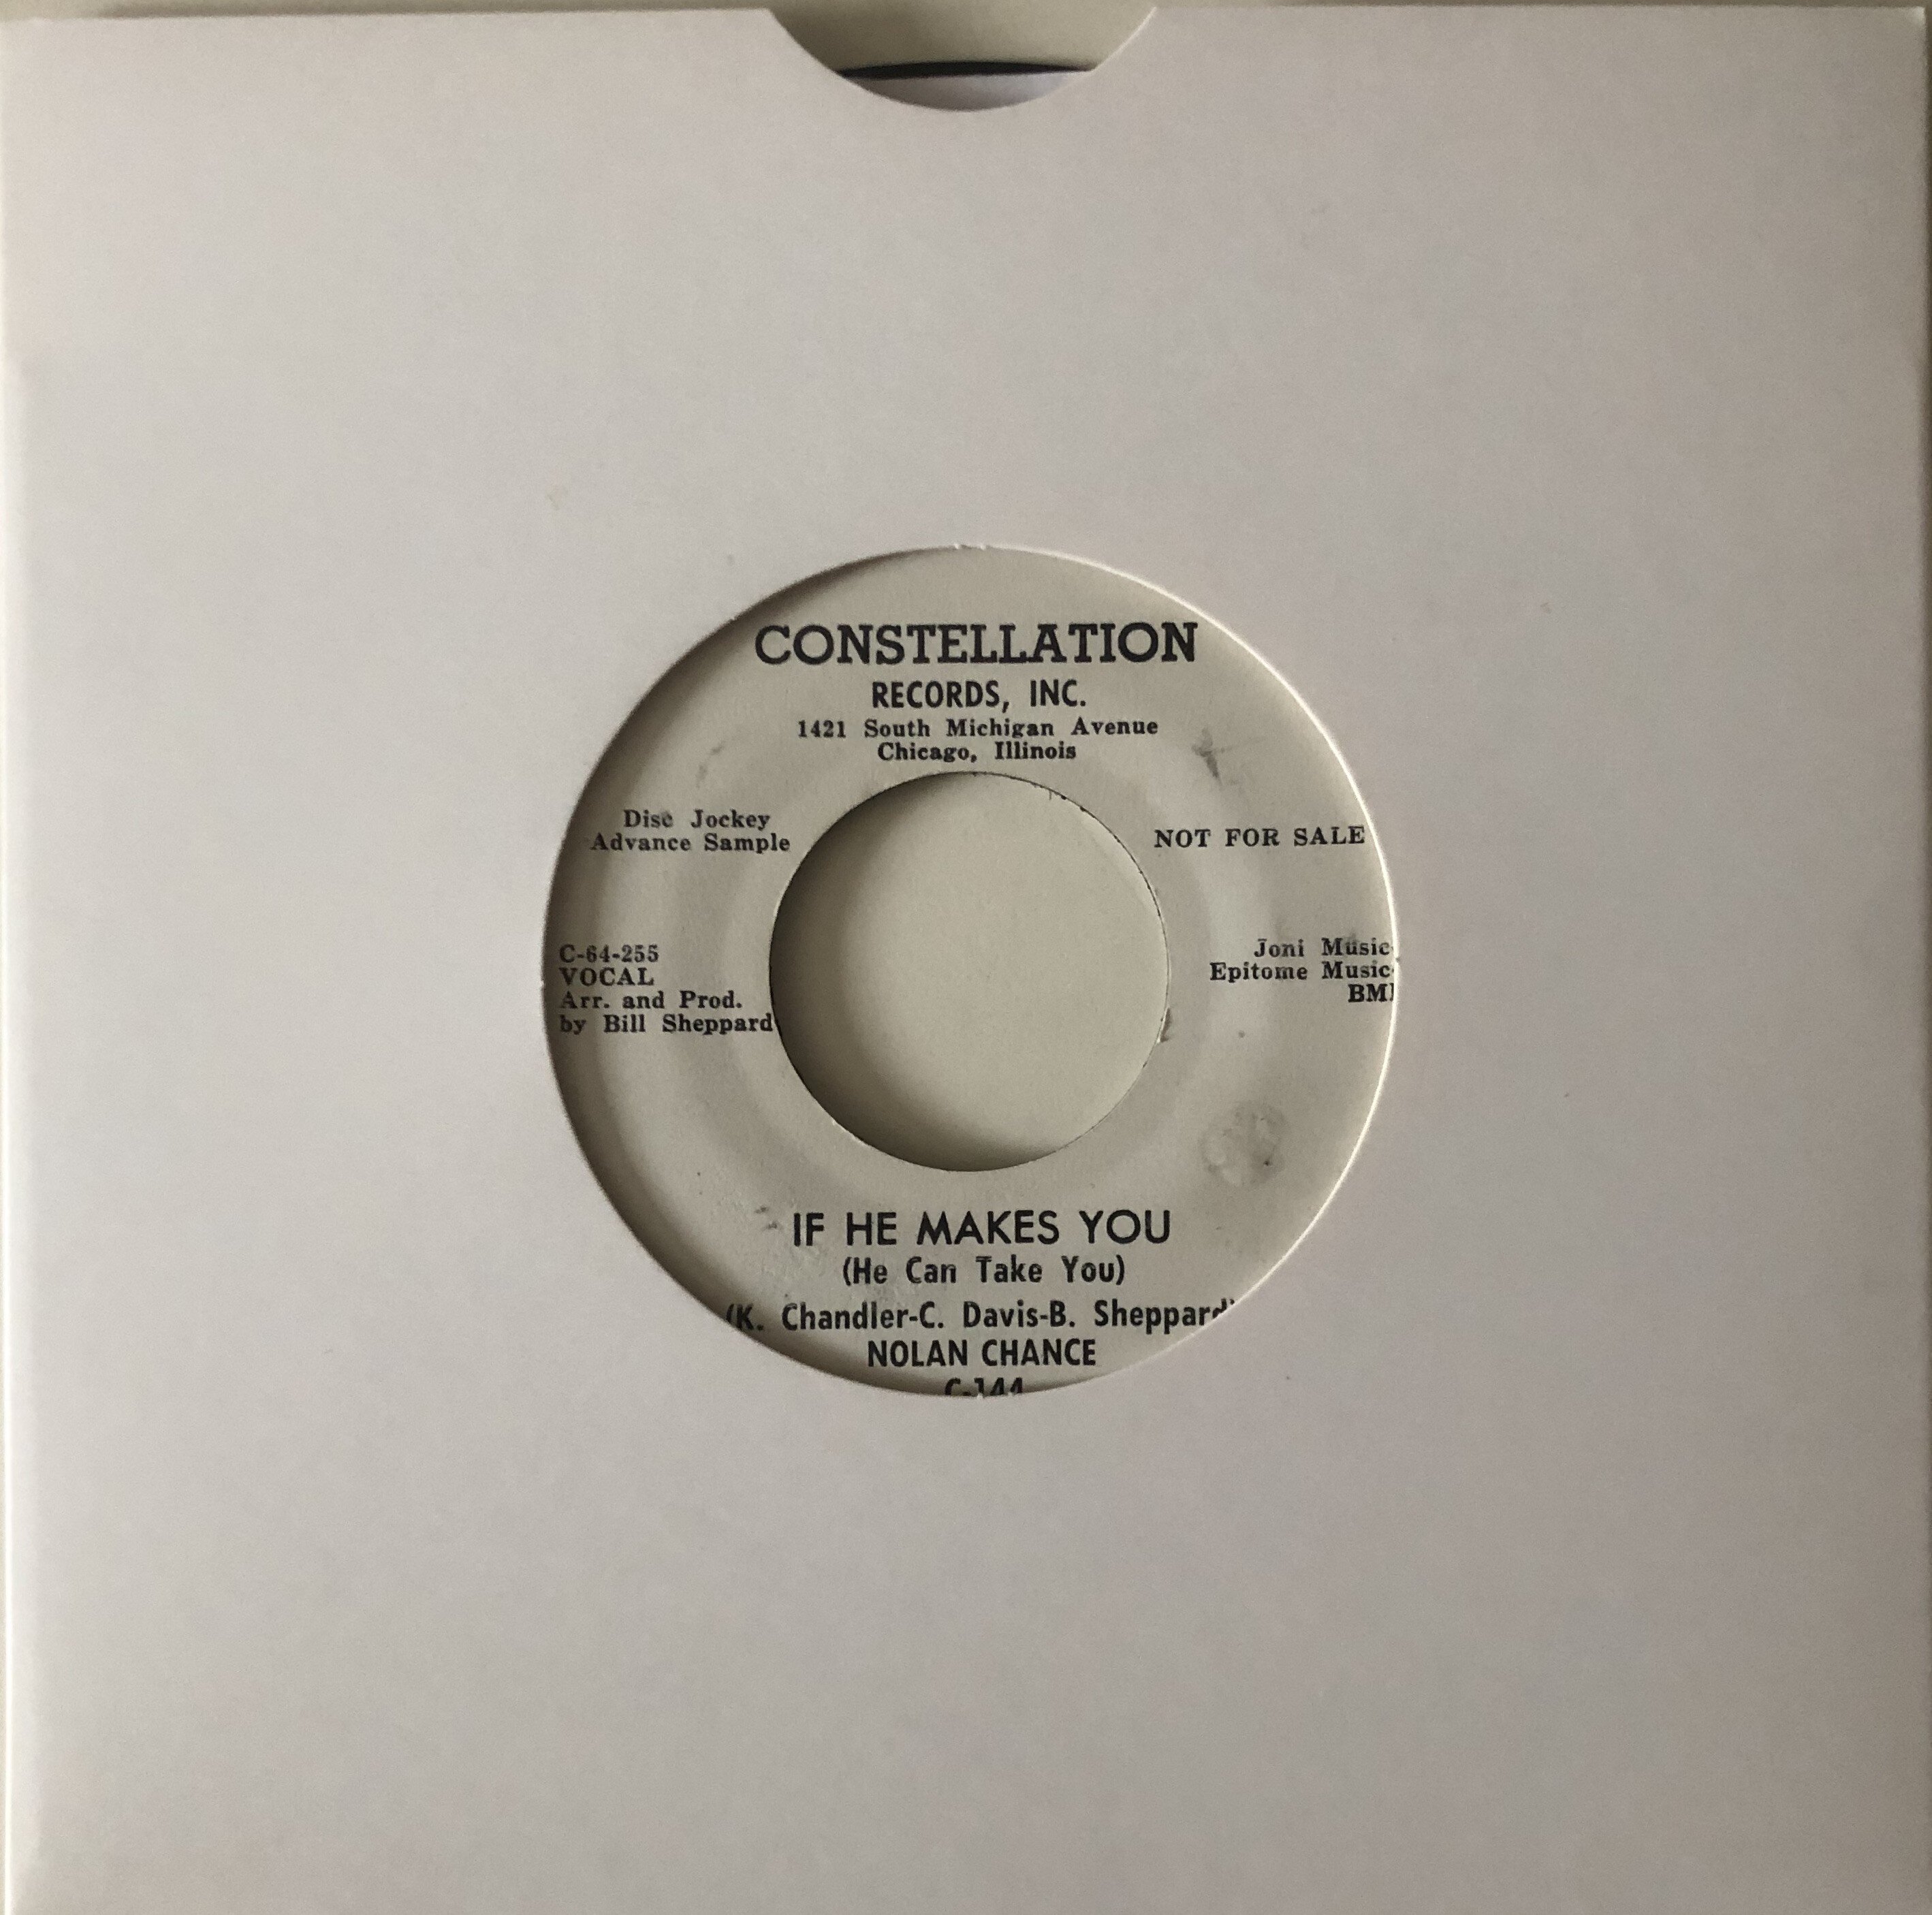 CONSTELLATION
RECORDS, INC.
1421 South Michigan Avenue
Chicago, Illinois
Disc Jockey
Advance Sample
NOT FOR SALE
C-64-255
VOCAL
Arr. and Prod.
by Bill Sheppard
Joni Music-
Epitome Music-
BMI
IF HE MAKES YOU
(He Can Take You)
(K. Chandler-C. Davis-B. Sheppard)
NOLAN CHANCE
C-144